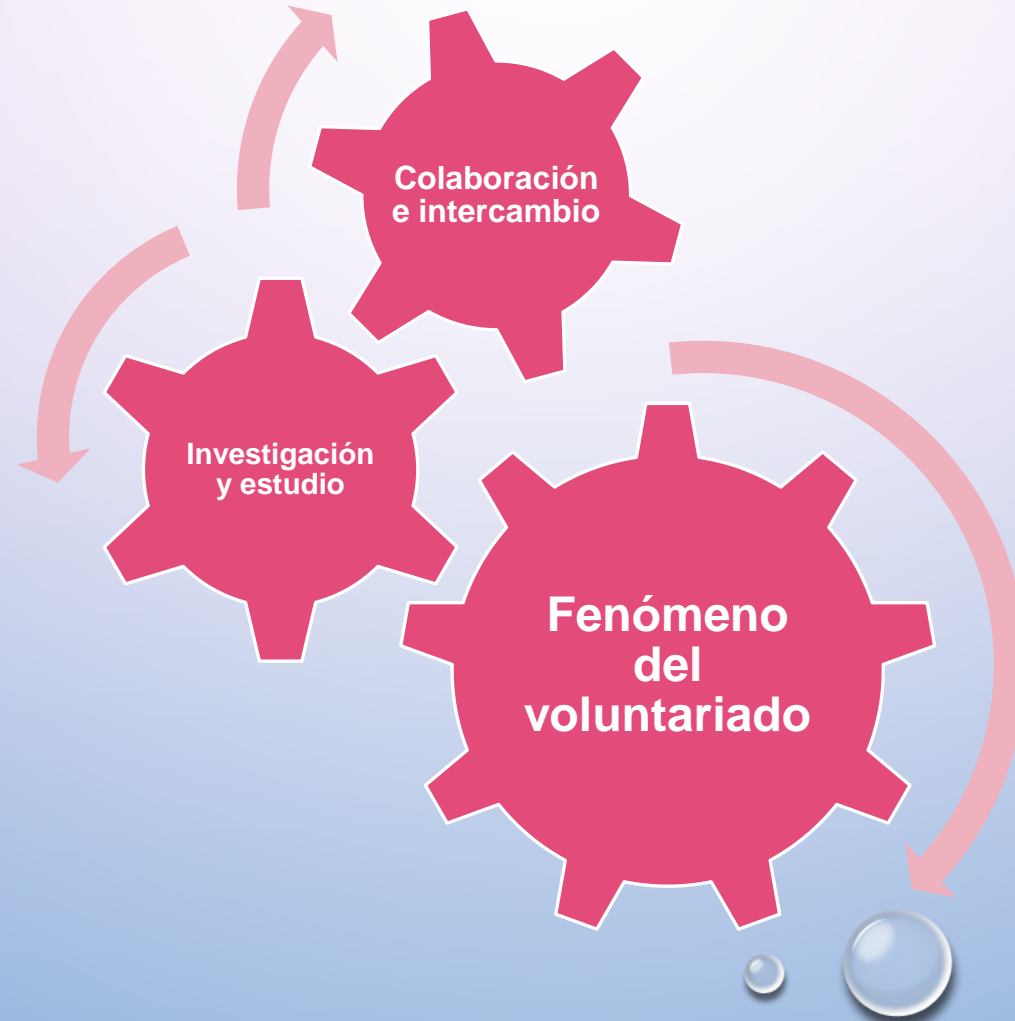 Colaboración
e intercambio
Investigación
y estudio
Fenómeno
del
voluntariado